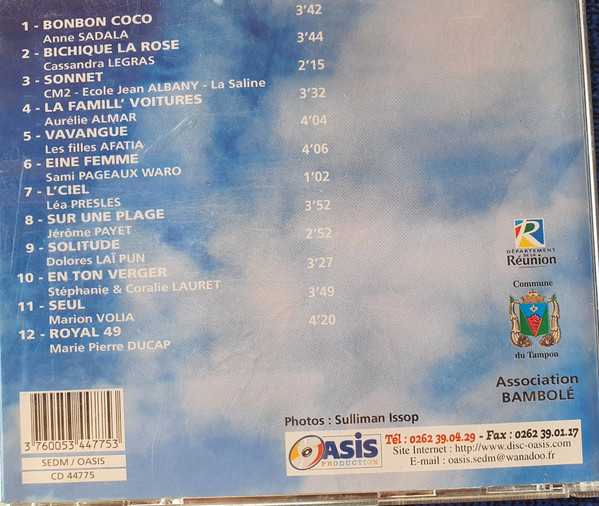 1 - BONBON COCO 3'42
Anne SADALA
2 - BICHIQUE LA ROSE 3'44
Cassandra LEGRAS
3 - SONNET 2'15
CM2 - Ecole Jean ALBANY - La Saline
4 - LA FAMILL' VOITURES 3'32
Aurélie ALMAR
5 - VAVANGUE 4'04
Les filles AFATIA
6 - EINE FEMME 4'06
Sami PAGEAUX WARO
7 - L'CIEL 1'02
Léa PRESLES
8 - SUR UNE PLAGE 3'52
Jérôme PAYET
9 - SOLITUDE 2'52
Dolores LAÏ PUN
10 - EN TON VERGER 3'27
Stéphanie & Coralie LAURET
11 - SEUL 3'49
Marion VOLIA
12 - ROYAL 49 4'20
Marie Pierre DUCAP
DÉPARTEMENT
DE LA
Réunion
Commune
du Tampon
Association
BAMBOLÉ
3 760053 447753
SEDM / OASIS
CD 44775
Photos : Sulliman Issop
OASIS
PRODUCTION
Tél : 0262 39.04.29 - Fax : 0262 39.01.17
Site Internet : http://www.disc-oasis.com
E-mail : oasis.sedm@wanadoo.fr